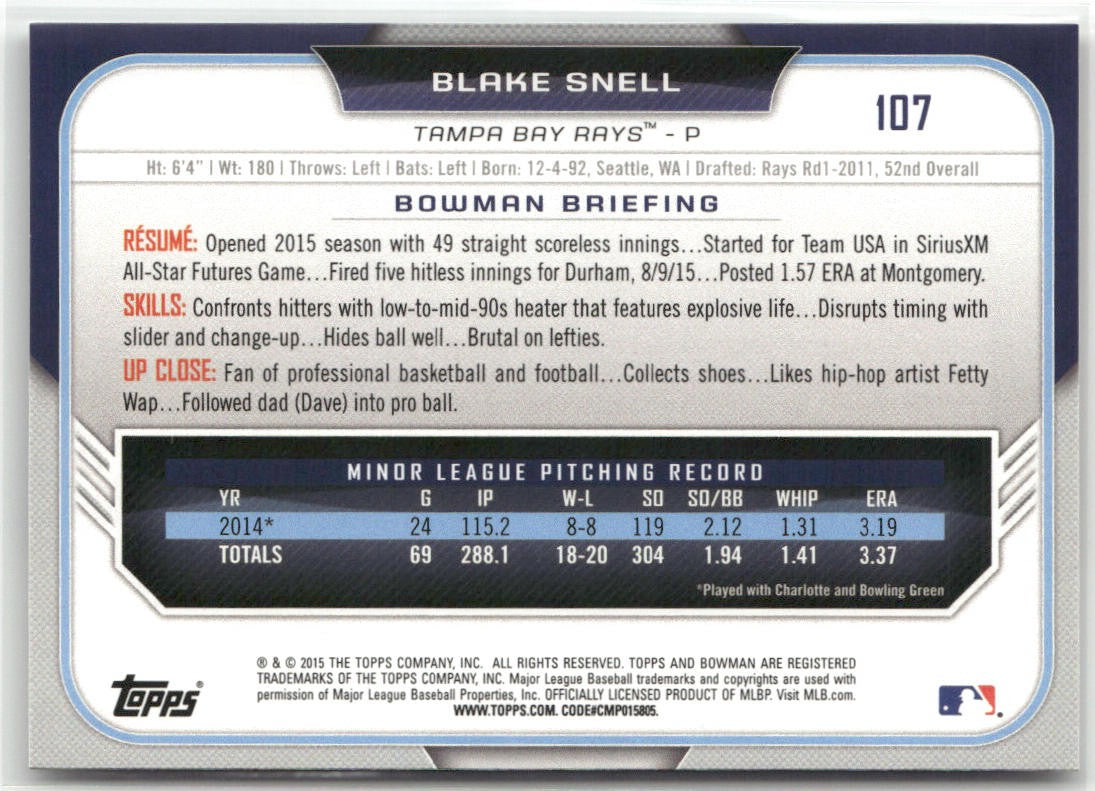 BLAKE SNELL
107
TAMPA BAY RAYS™ - P
Ht: 6'4" | Wt: 180 | Throws: Left | Bats: Left | Born: 12-4-92, Seattle, WA | Drafted: Rays Rd1-2011, 52nd Overall
BOWMAN BRIEFING
RÉSUMÉ: Opened 2015 season with 49 straight scoreless innings...Started for Team USA in SiriusXM
All-Star Futures Game...Fired five hitless innings for Durham, 8/9/15...Posted 1.57 ERA at Montgomery.
SKILLS: Confronts hitters with low-to-mid-90s heater that features explosive life...Disrupts timing with
slider and change-up...Hides ball well...Brutal on lefties.
UP CLOSE: Fan of professional basketball and football...Collects shoes...Likes hip-hop artist Fetty
Wap...Followed dad (Dave) into pro ball.
MINOR LEAGUE PITCHING RECORD
YR G IP W-L SO SO/BB WHIP ERA
2014* 24 115.2 8-8 119 2.12 1.31 3.19
TOTALS 69 288.1 18-20 304 1.94 1.41 3.37
*Played with Charlotte and Bowling Green
® & © 2015 THE TOPPS COMPANY, INC. ALL RIGHTS RESERVED. TOPPS AND BOWMAN ARE REGISTERED
TRADEMARKS OF THE TOPPS COMPANY, INC. Major League Baseball trademarks and copyrights are used with
permission of Major League Baseball Properties, Inc. OFFICIALLY LICENSED PRODUCT OF MLBP. Visit MLB.com.
WWW.TOPPS.COM. CODE#CMP015805.
TOPPS®